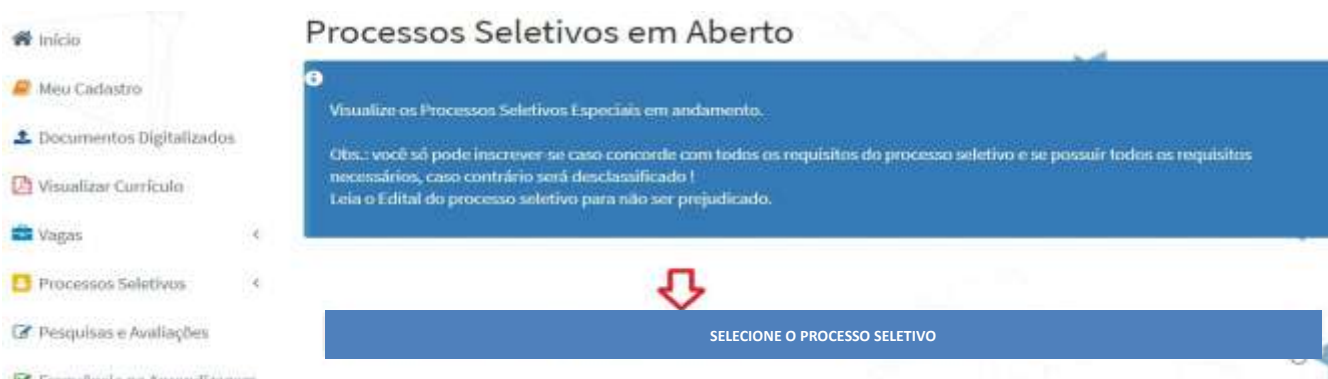 Início
Meu Cadastro
Documentos Digitalizados
Visualizar Currículo
Vagas
Processos Seletivos
Pesquisas e Avaliações
Processos Seletivos em Aberto
Visualize os Processos Seletivos Especiais em andamento.
Obs.: você só pode inscrever-se caso concorde com todos os requisitos do processo seletivo e se possuir todos os requisitos
necessários, caso contrário será desclassificado !
Leia o Edital do processo seletivo para não ser prejudicado.
SELECIONE O PROCESSO SELETIVO